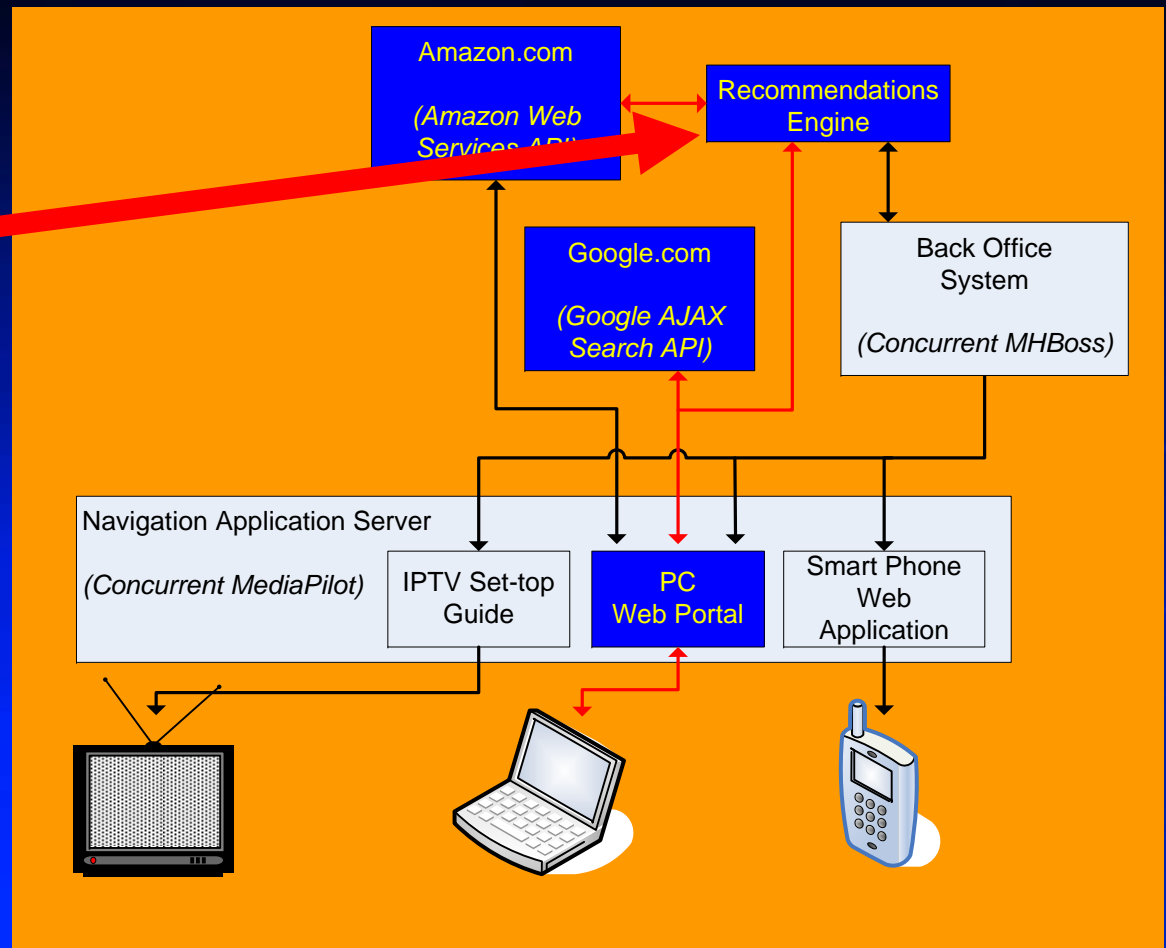 Amazon.com
(Amazon Web
Services API)
Recommendations
Engine
Google.com
(Google AJAX
Search API)
Back Office
System
(Concurrent MHBoss)
Navigation Application Server
(Concurrent MediaPilot)
IPTV Set-top
Guide
PC
Web Portal
Smart Phone
Web
Application